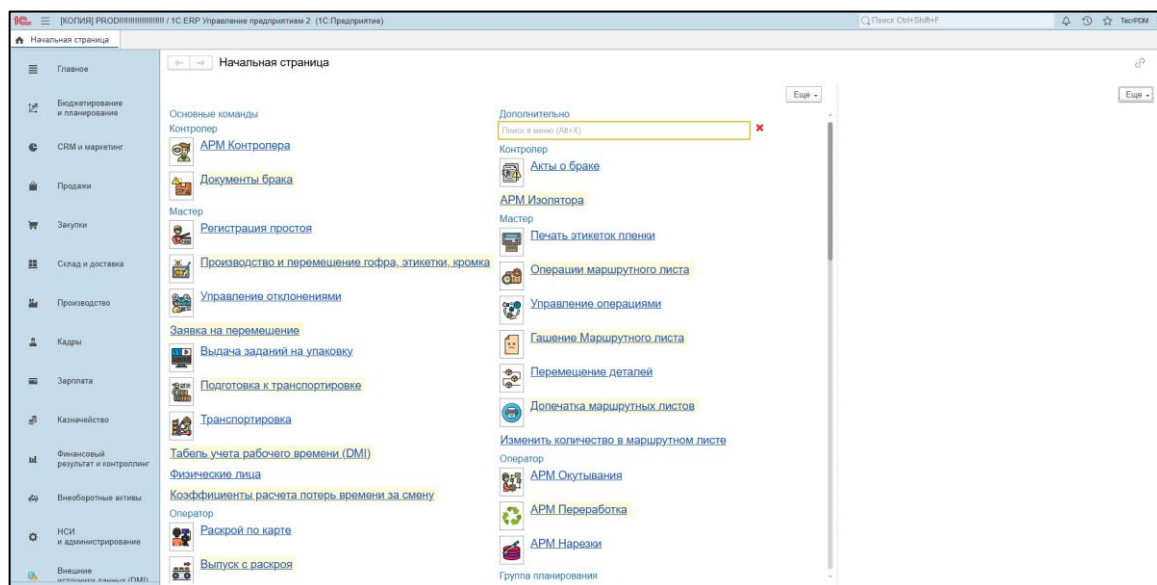 1С [КОПИЯ] PROD!!!!!!!!!!!!!!!!!!!! / 1С:ERP Управление предприятием 2 (1С:Предприятие)
Поиск Ctrl+Shift+F
ТестPDM
Начальная страница
Главное
Бюджетирование
и планирование
CRM и маркетинг
Продажи
Закупки
Склад и доставка
Производство
Кадры
Зарплата
Казначейство
Финансовый
результат и контроллинг
Внеоборотные активы
НСИ
и администрирование
Внешние
источники данных (DMI)
Начальная страница
Еще
Еще
Основные команды
Контролер
АРМ Контролера
Документы брака
Мастер
Регистрация простоя
Производство и перемещение гофра, этикетки, кромка
Управление отклонениями
Заявка на перемещение
Выдача заданий на упаковку
Подготовка к транспортировке
Транспортировка
Табель учета рабочего времени (DMI)
Физические лица
Коэффициенты расчета потерь времени за смену
Оператор
Раскрой по карте
Выпуск с раскроя
Дополнительно
Поиск в меню (Alt+X)
Контролер
Акты о браке
АРМ Изолятора
Мастер
Печать этикеток пленки
Операции маршрутного листа
Управление операциями
Гашение Маршрутного листа
Перемещение деталей
Допечатка маршрутных листов
Изменить количество в маршрутном листе
Оператор
АРМ Окутывания
АРМ Переработка
АРМ Нарезки
Группа планирования